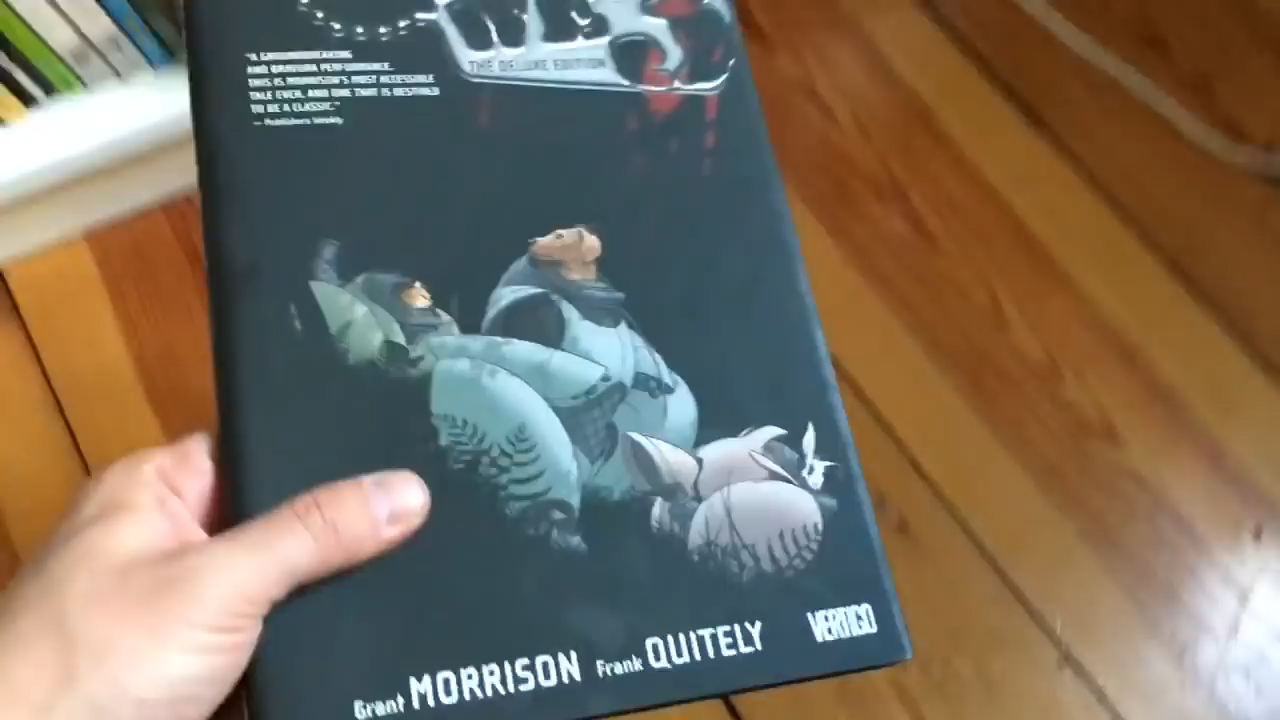 WE3
THE DELUXE EDITION
"A GROUNDBREAKING
AND BRAVURA PERFORMANCE.
THIS IS MORRISON'S MOST ACCESSIBLE
TALE EVER, AND ONE THAT IS DESTINED
TO BE A CLASSIC."
— Publishers Weekly
Grant MORRISON Frank QUITELY VERTIGO